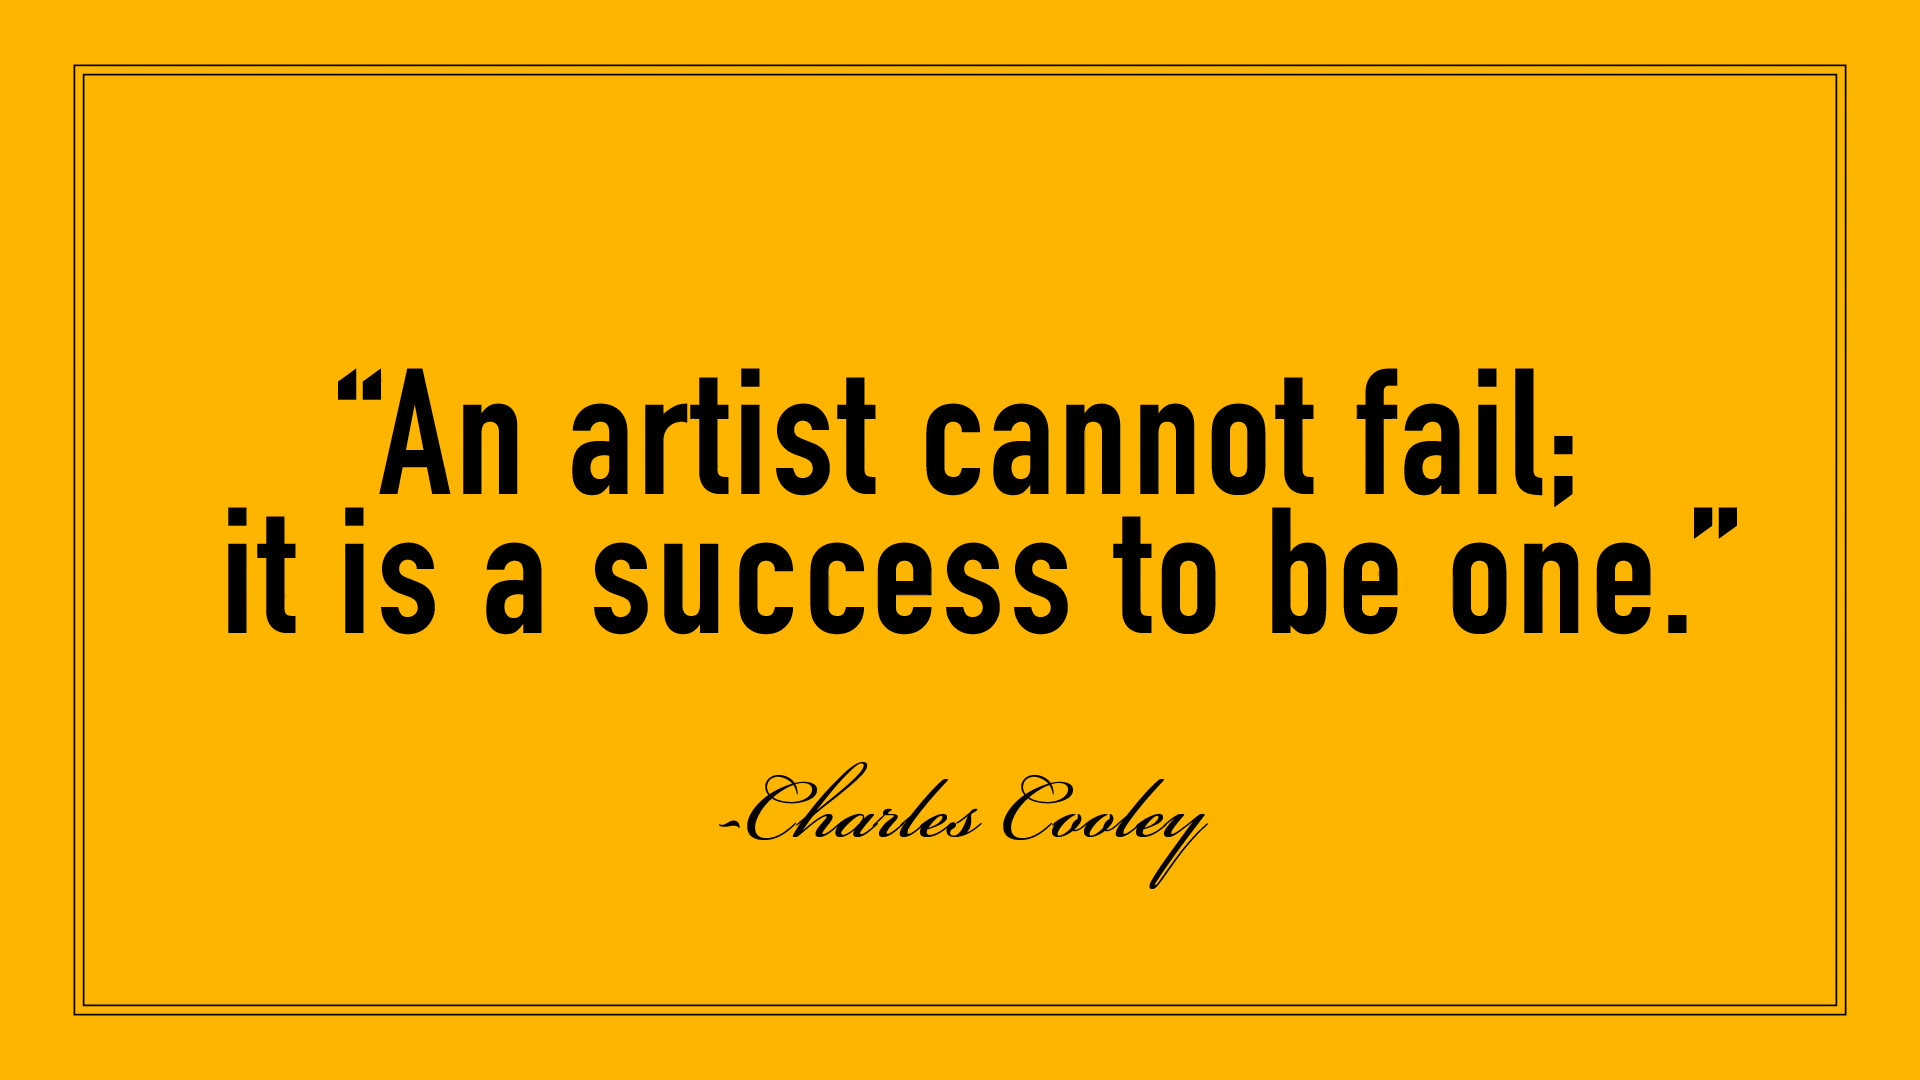 “An artist cannot fail;
it is a success to be one.”
-Charles Cooley